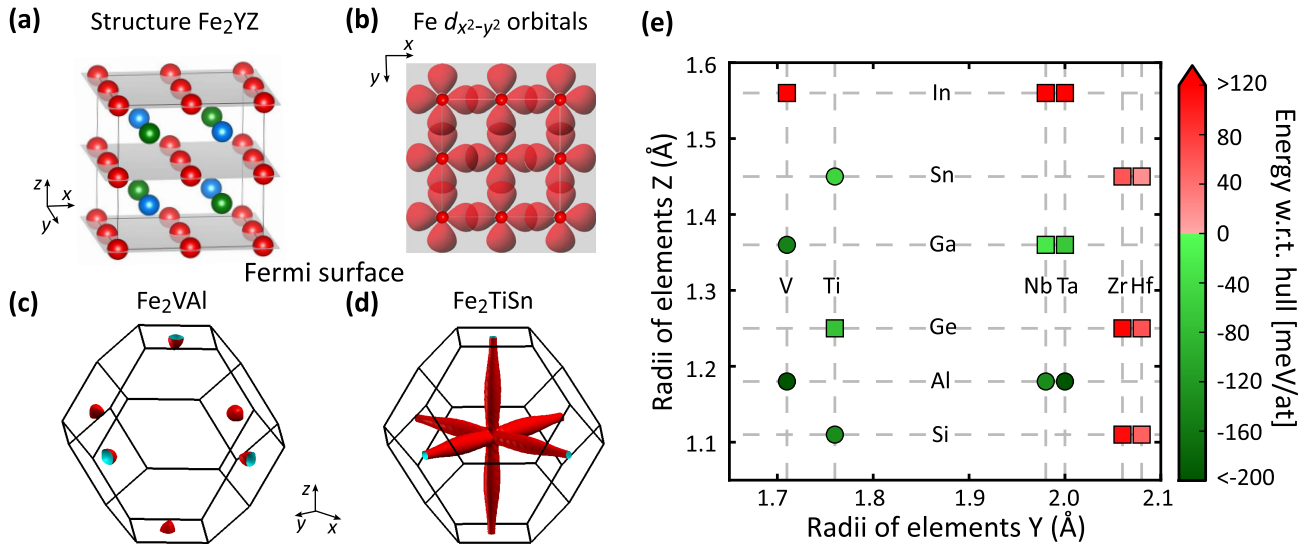 (a) Structure Fe₂YZ
z
x
y
(b) Fe dx²-y² orbitals
x
y
Fermi surface
(c) Fe₂VAl
(d) Fe₂TiSn
z
y
x
(e)
Radii of elements Z (Å)
1.6
1.5
1.4
1.3
1.2
1.1
In
Sn
Ga
V Ti Nb Ta Zr Hf
Ge
Al
Si
1.7 1.8 1.9 2.0 2.1
Radii of elements Y (Å)
>120
80
40
0
-40
-80
-120
-160
<-200
Energy w.r.t. hull [meV/at]